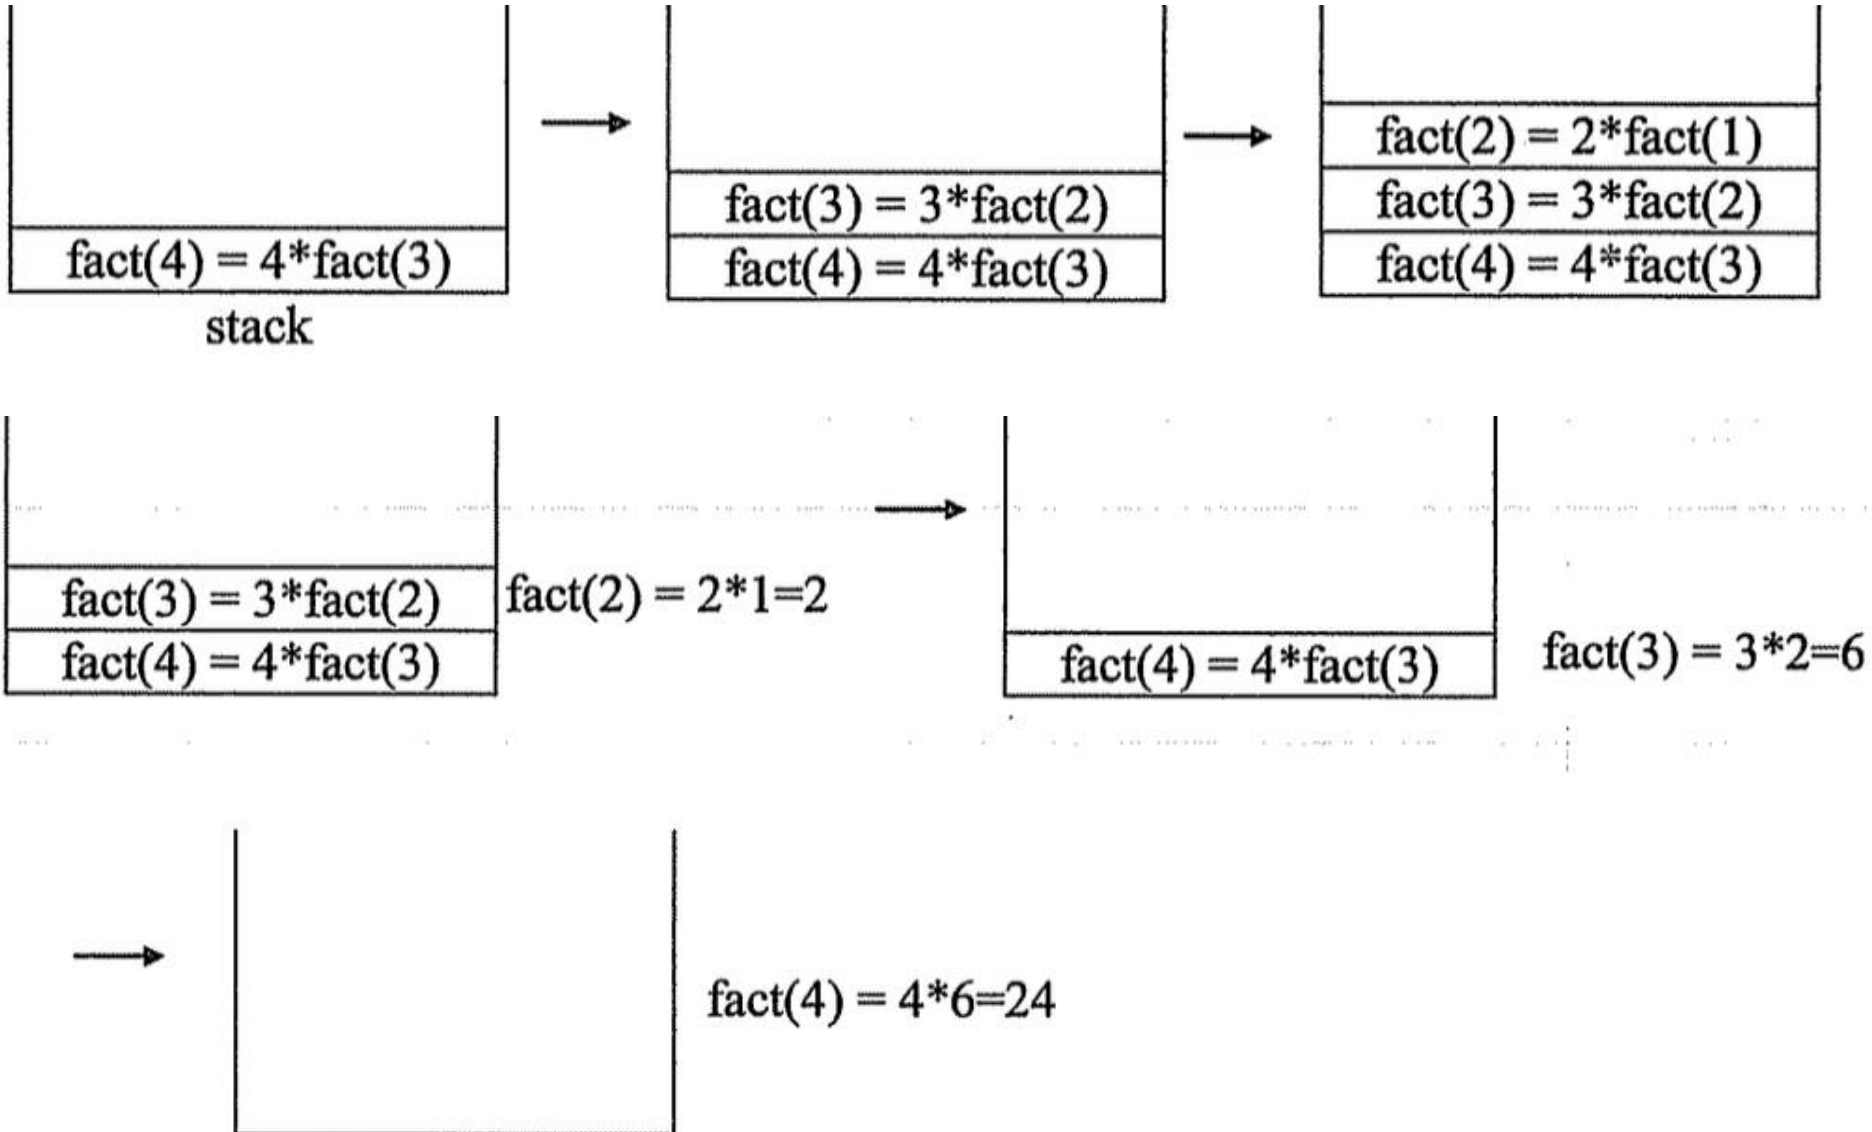 fact(4) = 4*fact(3)
stack
fact(3) = 3*fact(2)
fact(4) = 4*fact(3)
fact(2) = 2*fact(1)
fact(3) = 3*fact(2)
fact(4) = 4*fact(3)
fact(3) = 3*fact(2)
fact(4) = 4*fact(3)
fact(2) = 2*1=2
fact(4) = 4*fact(3)
fact(3) = 3*2=6
fact(4) = 4*6=24